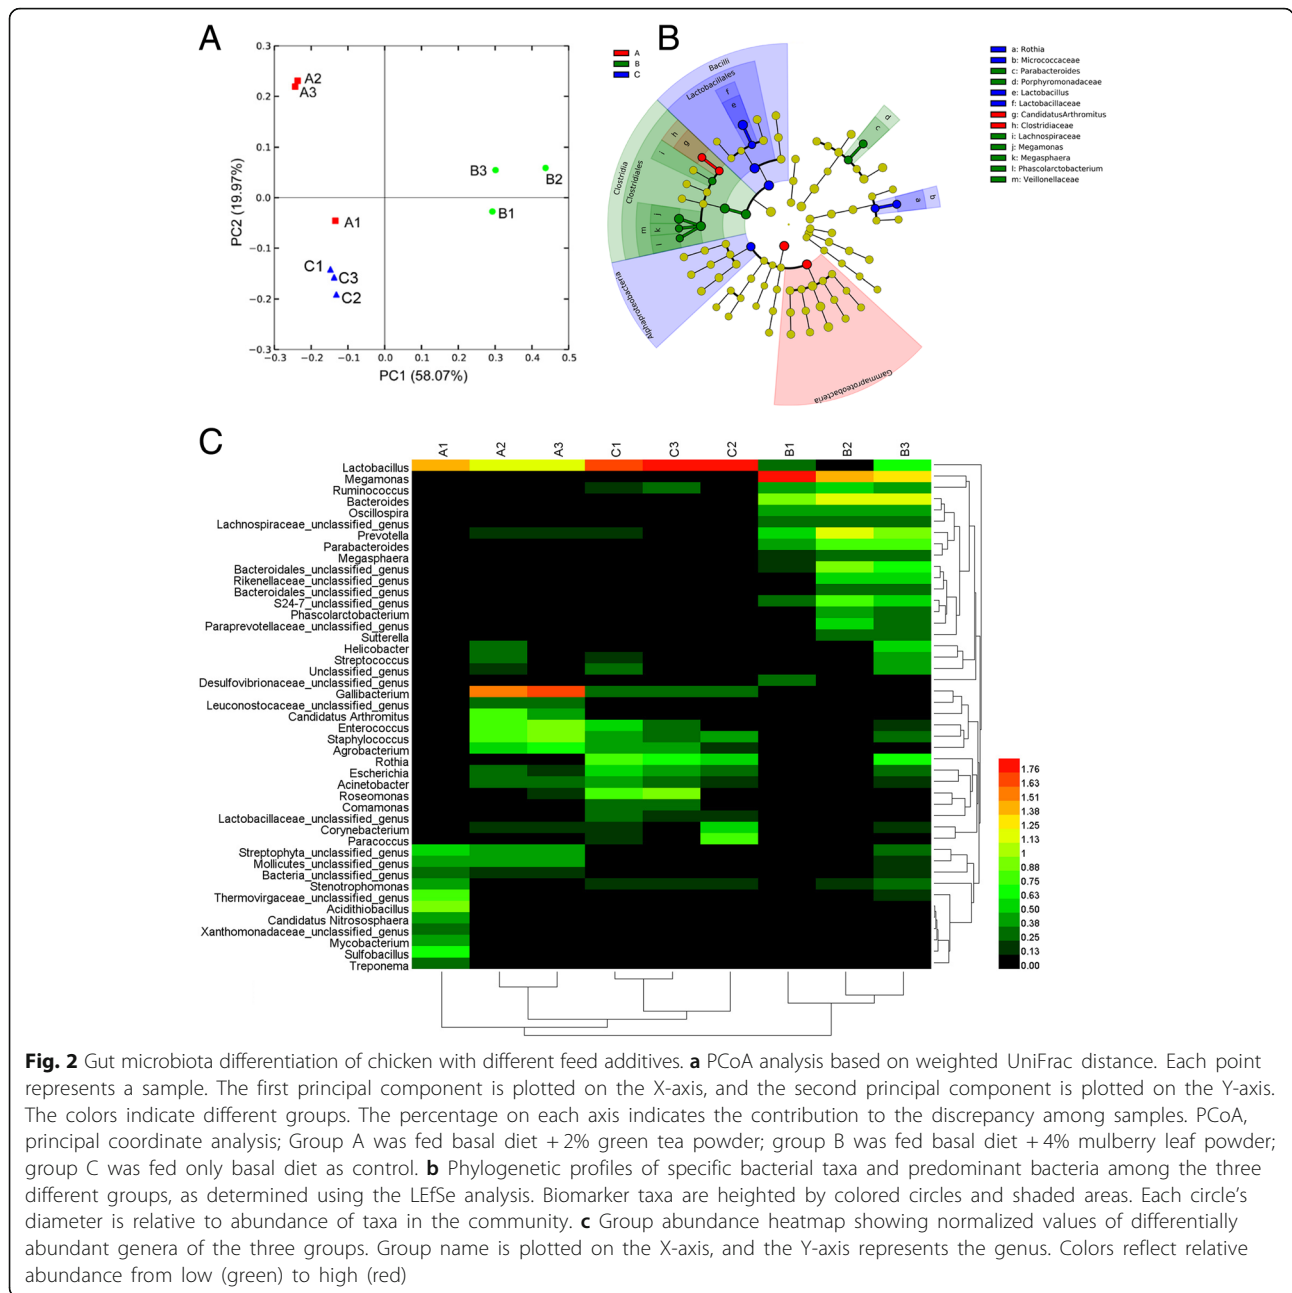 A
0.3
0.2
0.1
0.0
−0.1
−0.2
−0.3
PC2 (19.97%)
A2
A3
B3
B2
B1
A1
C1
C3
C2
−0.3
−0.2
−0.1
0.0
0.1
0.2
0.3
0.4
0.5
PC1 (58.07%)
A
B
C
B
Bacilli
Lactobacillales
f
e
h
g
i
Clostridia
Clostridiales
j
k
l
m
Alphaproteobacteria
Gammaproteobacteria
d
c
b
a
a: Rothia
b: Micrococcaceae
c: Parabacteroides
d: Porphyromonadaceae
e: Lactobacillus
f: Lactobacillaceae
g: CandidatusArthromitus
h: Clostridiaceae
i: Lachnospiraceae
j: Megamonas
k: Megasphaera
l: Phascolarctobacterium
m: Veillonellaceae
C
A1
A2
A3
C1
C3
C2
B1
B2
B3
Lactobacillus
Megamonas
Ruminococcus
Bacteroides
Oscillospira
Lachnospiraceae_unclassified_genus
Prevotella
Parabacteroides
Megasphaera
Bacteroidales_unclassified_genus
Rikenellaceae_unclassified_genus
Bacteroidales_unclassified_genus
S24-7_unclassified_genus
Phascolarctobacterium
Paraprevotellaceae_unclassified_genus
Sutterella
Helicobacter
Streptococcus
Unclassified_genus
Desulfovibrionaceae_unclassified_genus
Gallibacterium
Leuconostocaceae_unclassified_genus
Candidatus Arthromitus
Enterococcus
Staphylococcus
Agrobacterium
Rothia
Escherichia
Acinetobacter
Roseomonas
Comamonas
Lactobacillaceae_unclassified_genus
Corynebacterium
Paracoccus
Streptophyta_unclassified_genus
Mollicutes_unclassified_genus
Bacteria_unclassified_genus
Stenotrophomonas
Thermovirgaceae_unclassified_genus
Acidithiobacillus
Candidatus Nitrososphaera
Xanthomonadaceae_unclassified_genus
Mycobacterium
Sulfobacillus
Treponema
1.76
1.63
1.51
1.38
1.25
1.13
1
0.88
0.75
0.63
0.50
0.38
0.25
0.13
0.00
Fig. 2 Gut microbiota differentiation of chicken with different feed additives. a PCoA analysis based on weighted UniFrac distance. Each point
represents a sample. The first principal component is plotted on the X-axis, and the second principal component is plotted on the Y-axis.
The colors indicate different groups. The percentage on each axis indicates the contribution to the discrepancy among samples. PCoA,
principal coordinate analysis; Group A was fed basal diet + 2% green tea powder; group B was fed basal diet + 4% mulberry leaf powder;
group C was fed only basal diet as control. b Phylogenetic profiles of specific bacterial taxa and predominant bacteria among the three
different groups, as determined using the LEfSe analysis. Biomarker taxa are heighted by colored circles and shaded areas. Each circle's
diameter is relative to abundance of taxa in the community. c Group abundance heatmap showing normalized values of differentially
abundant genera of the three groups. Group name is plotted on the X-axis, and the Y-axis represents the genus. Colors reflect relative
abundance from low (green) to high (red)